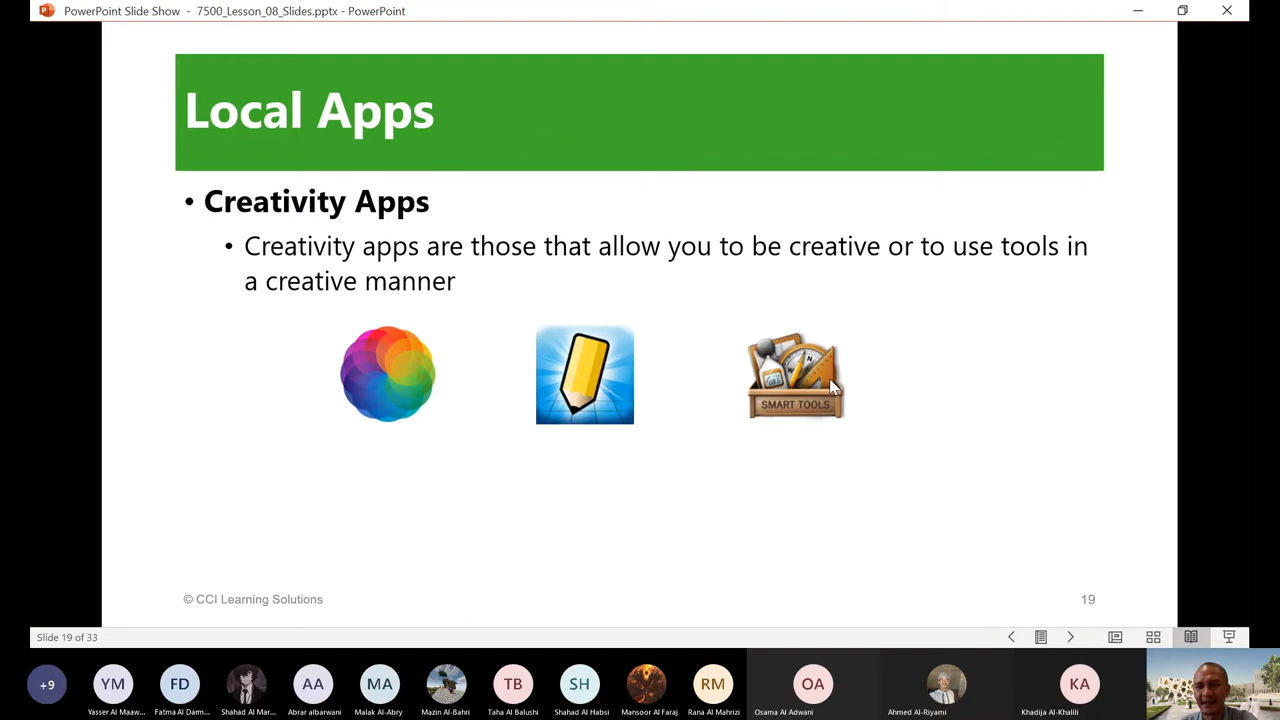 PowerPoint Slide Show - 7500_Lesson_08_Slides.pptx - PowerPoint
Local Apps
• Creativity Apps
• Creativity apps are those that allow you to be creative or to use tools in
a creative manner
N
W
SMART TOOLS
© CCI Learning Solutions
19
Slide 19 of 33
+9
YM
FD
AA
MA
TB
SH
RM
OA
KA
Yasser Al Maaw...
Fatma Al Darm...
Shahad Al Mar...
Abrar albarwani
Malak Al-Abry
Mazin Al-Bahri
Taha Al Balushi
Shahad Al Habsi
Mansoor Al Faraj
Rana Al Mahrizi
Osama Al Adwani
Ahmed Al-Riyami
Khadija Al-Khalili